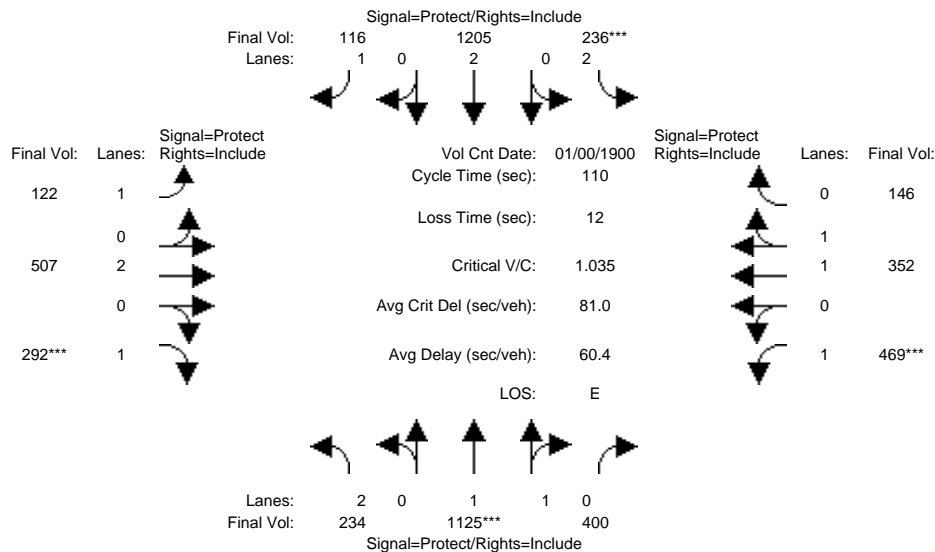 Signal=Protect/Rights=Include
Final Vol: 116 1205 236***
Lanes: 1 0 2 0 2
Signal=Protect Signal=Protect
Final Vol: Lanes: Rights=Include Vol Cnt Date: 01/00/1900 Rights=Include Lanes: Final Vol:
Cycle Time (sec): 110
122 1 0 146
Loss Time (sec): 12
0 1
507 2 Critical V/C: 1.035 1 352
0 Avg Crit Del (sec/veh): 81.0 0
292*** 1 Avg Delay (sec/veh): 60.4 1 469***
LOS: E
Lanes: 2 0 1 1 0
Final Vol: 234 1125*** 400
Signal=Protect/Rights=Include